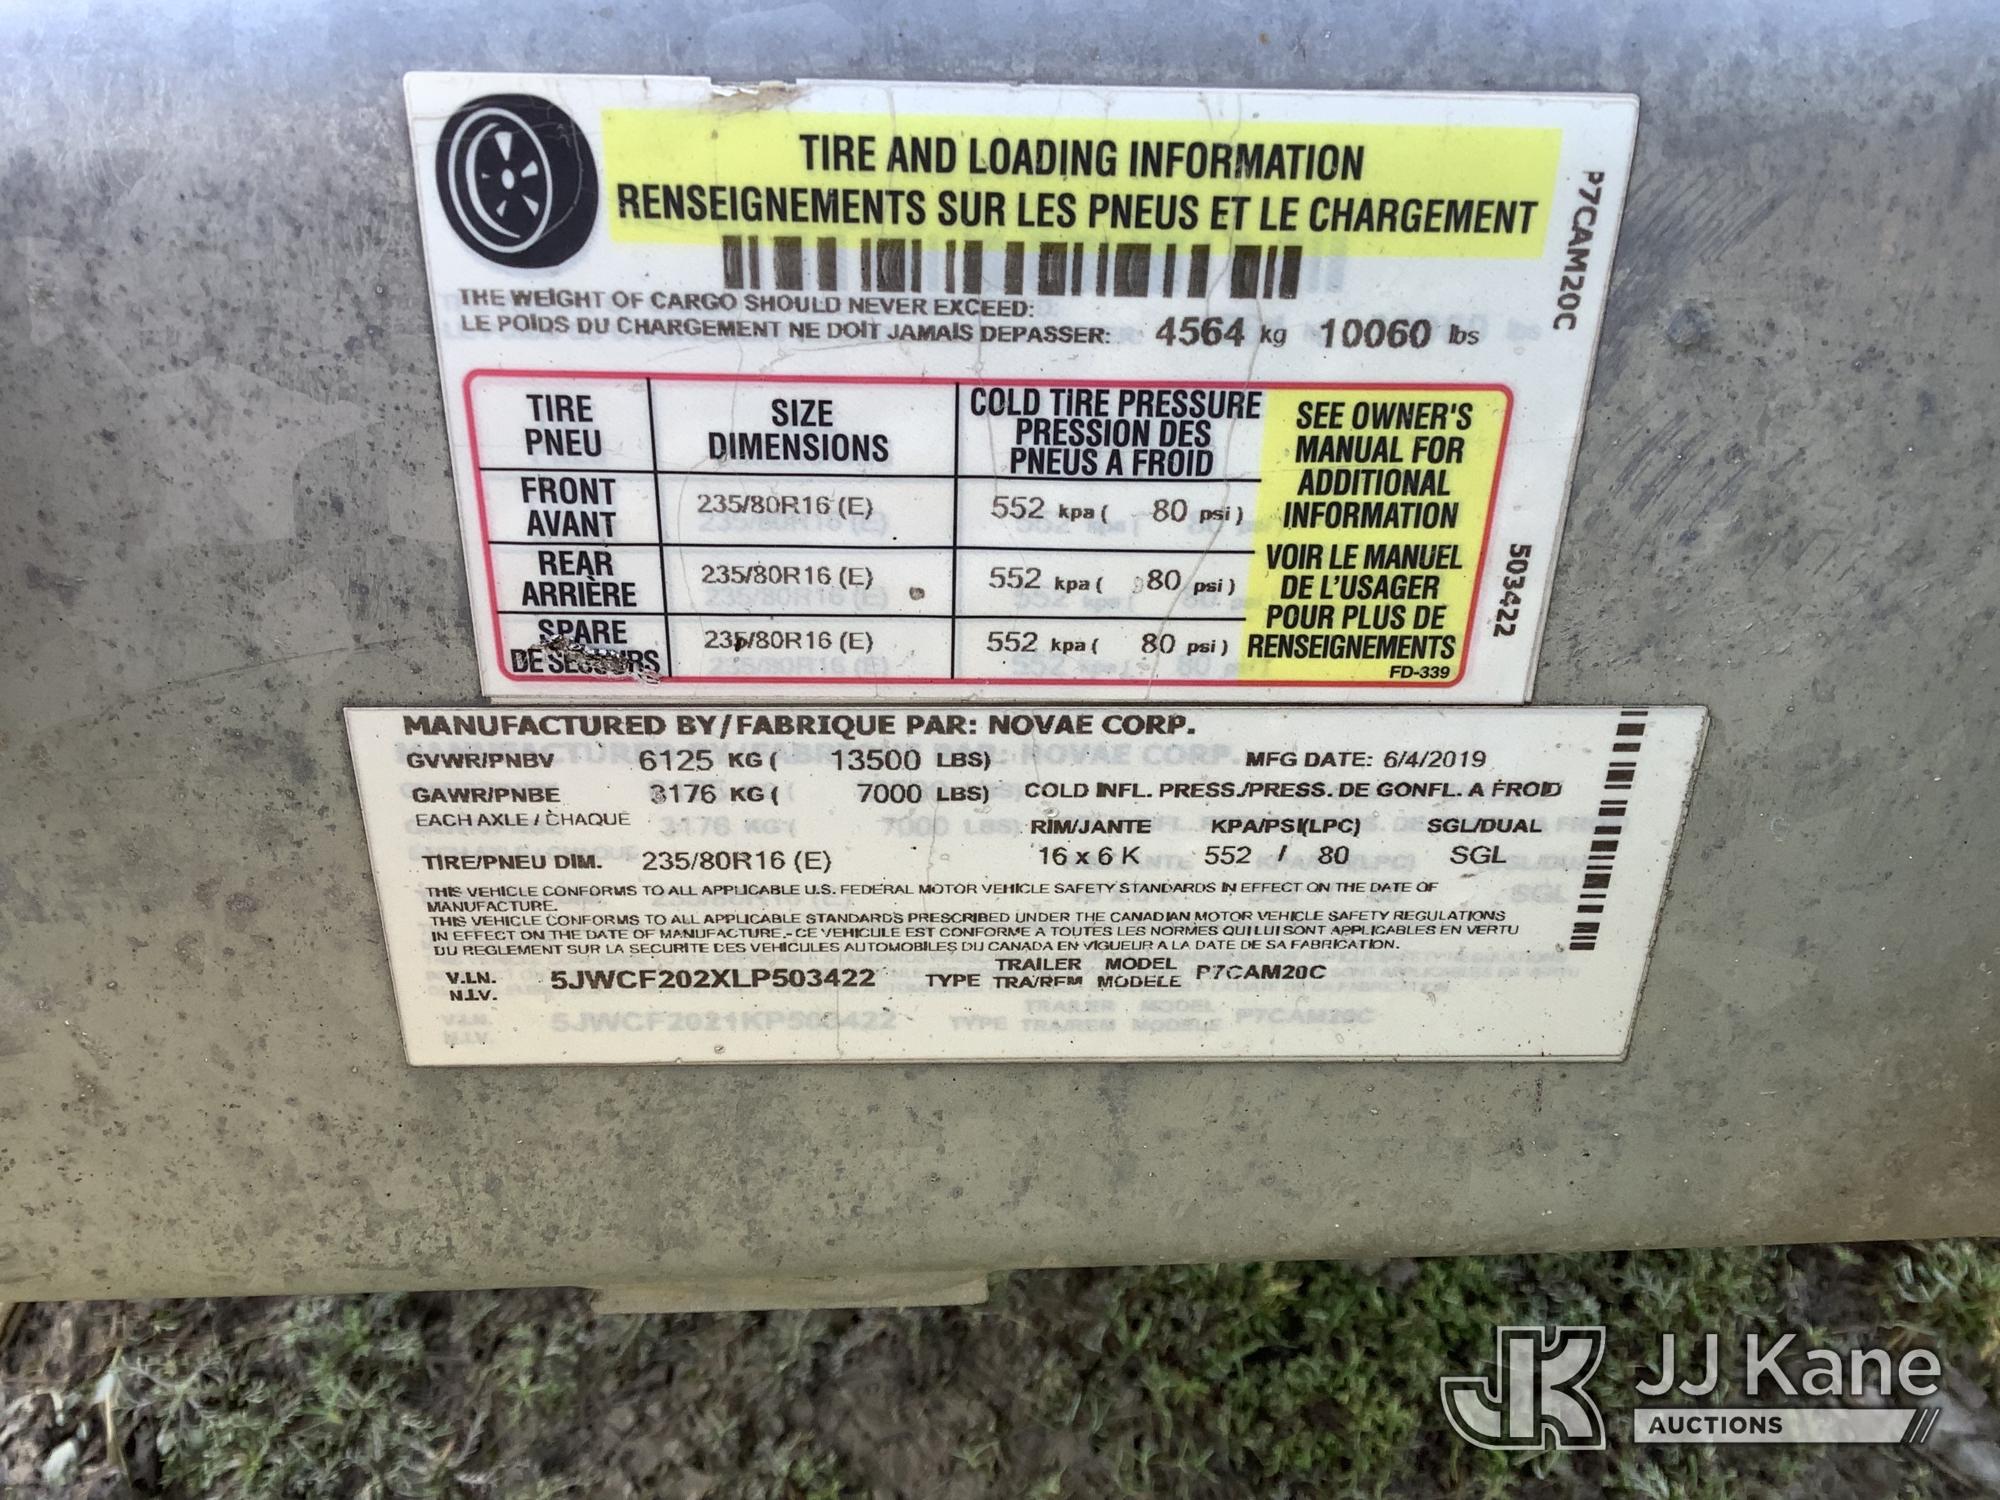 TIRE AND LOADING INFORMATION
RENSEIGNEMENTS SUR LES PNEUS ET LE CHARGEMENT
P7CAM20C
THE WEIGHT OF CARGO SHOULD NEVER EXCEED:
LE POIDS DU CHARGEMENT NE DOIT JAMAIS DEPASSER: 4564 kg 10060 lbs
TIRE PNEU
SIZE DIMENSIONS
COLD TIRE PRESSURE
PRESSION DES
PNEUS A FROID
FRONT AVANT 235/80R16 (E) 552 kpa ( 80 psi )
REAR ARRIÈRE 235/80R16 (E) 552 kpa ( 80 psi )
SPARE DE SECOURS 235/80R16 (E) 552 kpa ( 80 psi )
SEE OWNER'S
MANUAL FOR
ADDITIONAL
INFORMATION
VOIR LE MANUEL
DE L'USAGER
POUR PLUS DE
RENSEIGNEMENTS
FD-339
503422
MANUFACTURED BY/FABRIQUE PAR: NOVAE CORP.
GVWR/PNBV 6125 KG ( 13500 LBS) MFG DATE: 6/4/2019
GAWR/PNBE 3176 KG ( 7000 LBS) COLD INFL. PRESS./PRESS. DE GONFL. A FROID
EACH AXLE / CHAQUE RIM/JANTE KPA/PSI(LPC) SGL/DUAL
TIRE/PNEU DIM. 235/80R16 (E) 16 x 6 K 552 / 80 SGL
THIS VEHICLE CONFORMS TO ALL APPLICABLE U.S. FEDERAL MOTOR VEHICLE SAFETY STANDARDS IN EFFECT ON THE DATE OF
MANUFACTURE.
THIS VEHICLE CONFORMS TO ALL APPLICABLE STANDARDS PRESCRIBED UNDER THE CANADIAN MOTOR VEHICLE SAFETY REGULATIONS
IN EFFECT ON THE DATE OF MANUFACTURE.- CE VEHICULE EST CONFORME A TOUTES LES NORMES QUI LUI SONT APPLICABLES EN VERTU
DU REGLEMENT SUR LA SECURITE DES VEHICULES AUTOMOBILES DU CANADA EN VIGUEUR A LA DATE DE SA FABRICATION.
V.I.N. 5JWCF202XLP503422 TYPE TRAILER MODEL P7CAM20C
N.I.V. TRA/REM MODELE
5JWCF2021KP503422 TYPE TRAILER MODEL P7CAM20C
TRA/REM MODELE
JK JJ Kane
AUCTIONS